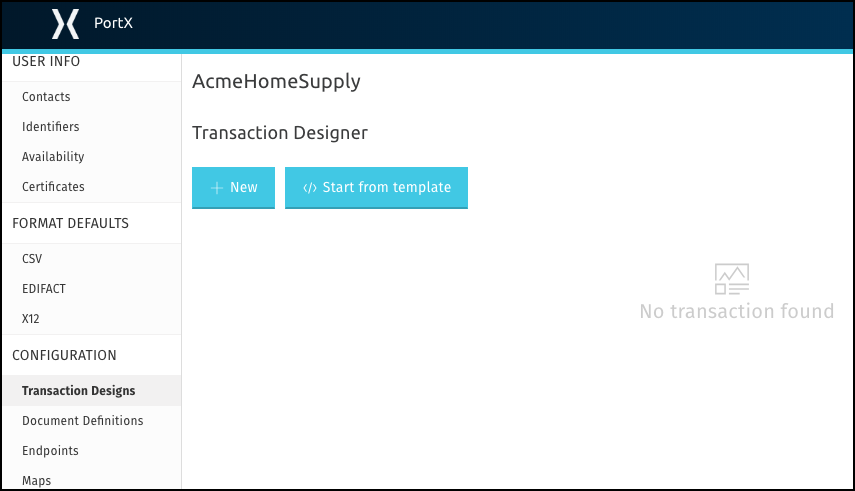 PortX
USER INFO
Contacts
Identifiers
Availability
Certificates
FORMAT DEFAULTS
CSV
EDIFACT
X12
CONFIGURATION
Transaction Designs
Document Definitions
Endpoints
Maps
AcmeHomeSupply
Transaction Designer
New
Start from template
No transaction found